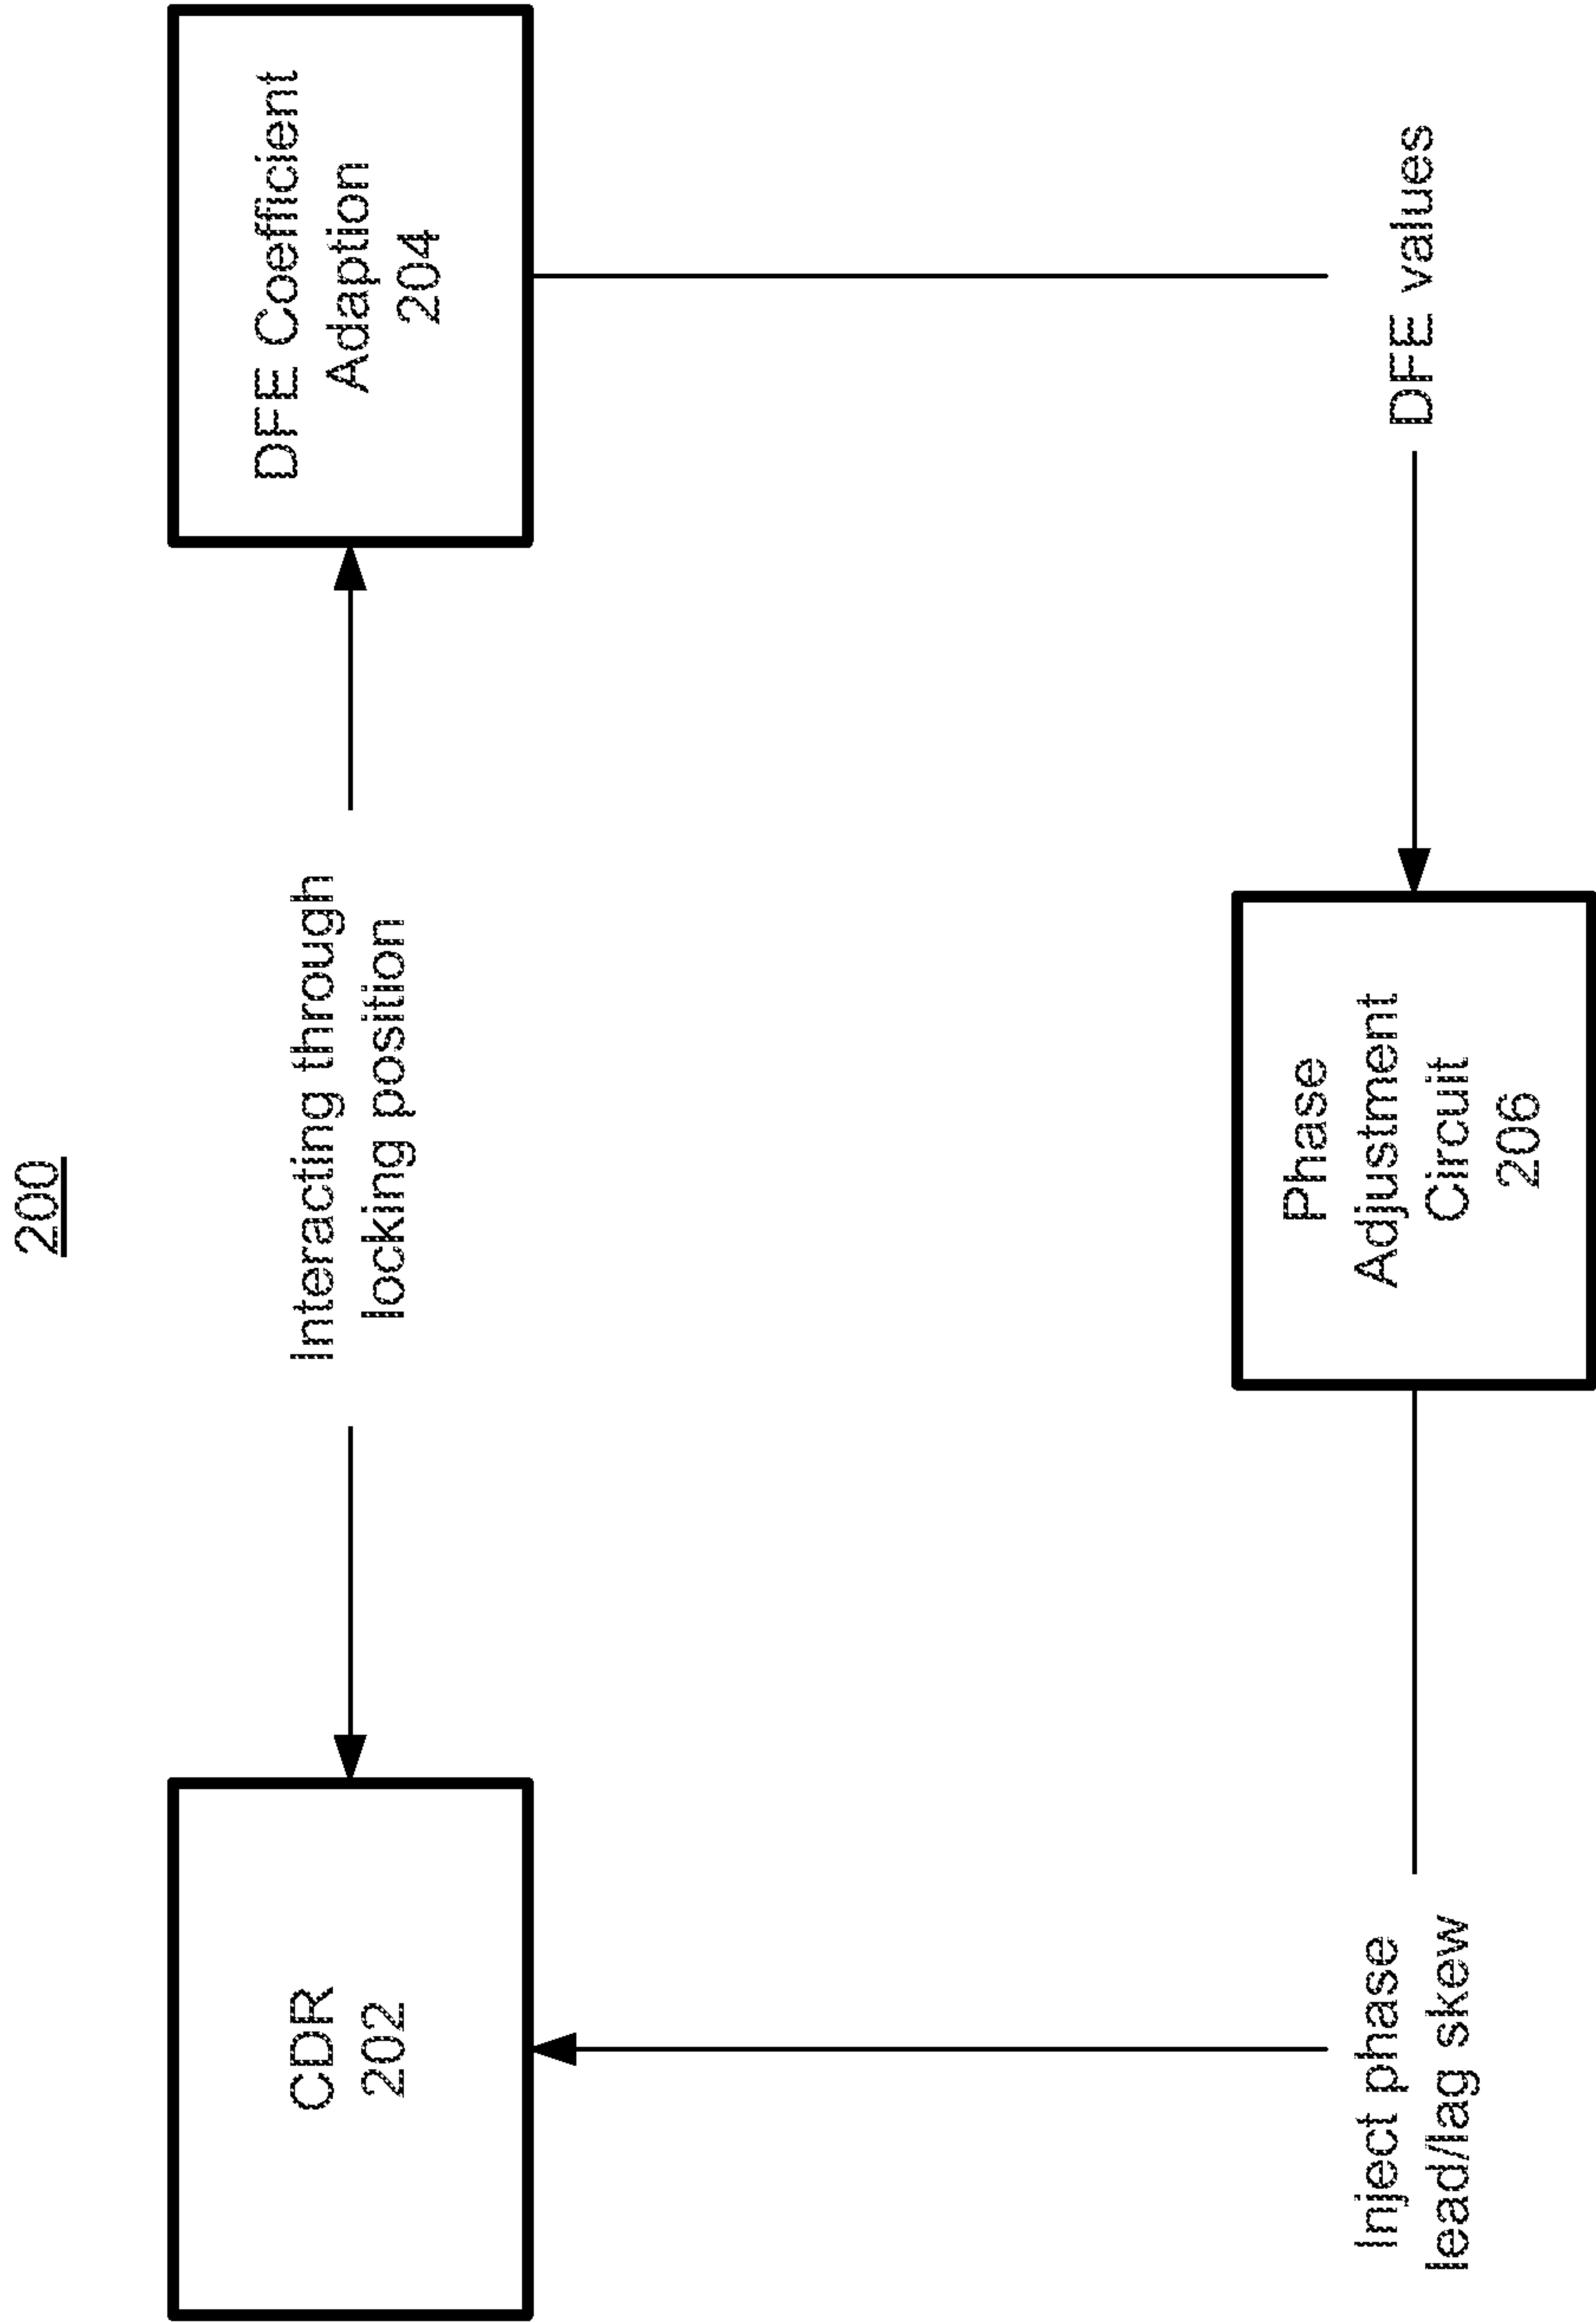 200
CDR
202
Interacting through
locking position
DFE Coefficient
Adaption
204
Inject phase
lead/lag skew
Phase
Adjustment
Circuit
206
DFE values